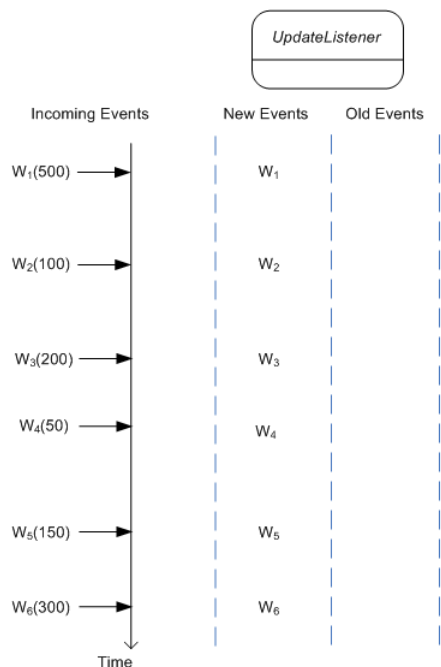 UpdateListener
Incoming Events New Events Old Events
W₁(500) W₁
W₂(100) W₂
W₃(200) W₃
W₄(50) W₄
W₅(150) W₅
W₆(300) W₆
Time